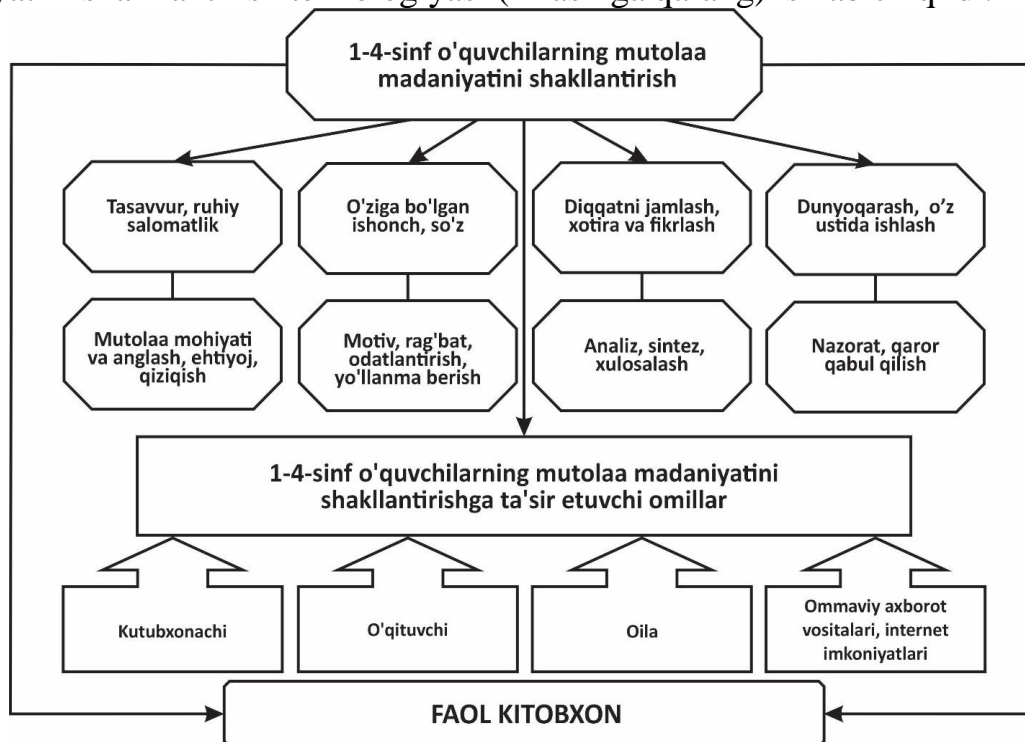 1-4-sinf o'quvchilarning mutolaa
madaniyatini shakllantirish
Tasavvur, ruhiy
salomatlik
O'ziga bo'lgan
ishonch, so'z
Diqqatni jamlash,
xotira va fikrlash
Dunyoqarash, o’z
ustida ishlash
Mutolaa mohiyati
va anglash, ehtiyoj,
qiziqish
Motiv, rag'bat,
odatlantirish,
yo'llanma berish
Analiz, sintez,
xulosalash
Nazorat, qaror
qabul qilish
1-4-sinf o'quvchilarning mutolaa madaniyatini
shakllantirishga ta'sir etuvchi omillar
Kutubxonachi
O'qituvchi
Oila
Ommaviy axborot
vositalari, internet
imkoniyatlari
FAOL KITOBXON